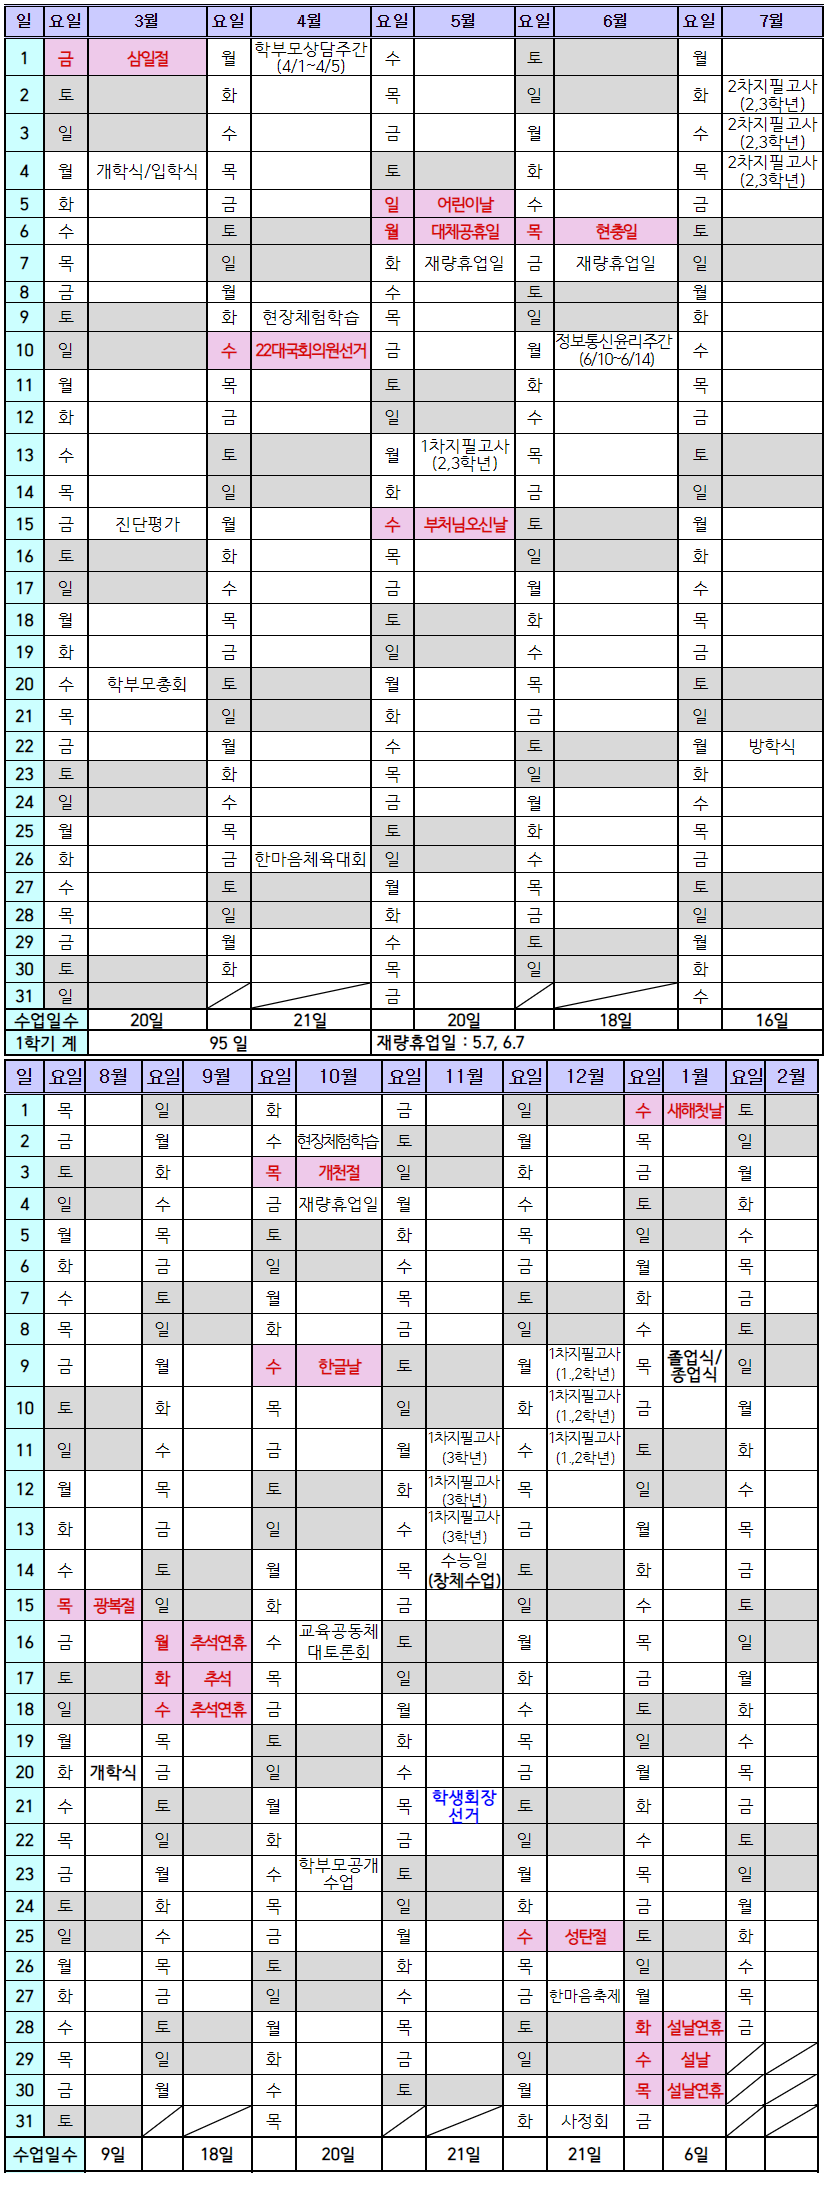 일 요일 3월 요일 4월 요일 5월 요일 6월 요일 7월
1 금 삼일절 월 학부모상담주간 수 토 월
(4/1~4/5)
2 토 화 목 일 화 2차지필고사
(2,3학년)
3 일 수 금 월 수 2차지필고사
(2,3학년)
4 월 개학식/입학식 목 토 화 목 2차지필고사
(2,3학년)
5 화 금 일 어린이날 수 금
6 수 토 월 대체공휴일 목 현충일 토
7 목 일 화 재량휴업일 금 재량휴업일 일
8 금 월 수 토 월
9 토 화 현장체험학습 목 일 화
10 일 수 22대국회의원선거 금 월 정보통신윤리주간 수
(6/10~6/14)
11 월 목 토 화 목
12 화 금 일 수 금
13 수 토 월 1차지필고사 목 토
(2,3학년)
14 목 일 화 금 일
15 금 진단평가 월 수 부처님오신날 토 월
16 토 화 목 일 화
17 일 수 금 월 수
18 월 목 토 화 목
19 화 금 일 수 금
20 수 학부모총회 토 월 목 토
21 목 일 화 금 일
22 금 월 수 토 월 방학식
23 토 화 목 일 화
24 일 수 금 월 수
25 월 목 토 화 목
26 화 금 한마음체육대회 일 수 금
27 수 토 월 목 토
28 목 일 화 금 일
29 금 월 수 토 월
30 토 화 목 일 화
31 일 금 수
수업일수 20일 21일 20일 18일 16일
1학기 계 95 일 재량휴업일 : 5.7, 6.7
일 요일 8월 요일 9월 요일 10월 요일 11월 요일 12월 요일 1월 요일 2월
1 목 일 화 금 일 수 새해첫날 토
2 금 월 수 현장체험학습 토 월 목 일
3 토 화 목 개천절 일 화 금 월
4 일 수 금 재량휴업일 월 수 토 화
5 월 목 토 화 목 일 수
6 화 금 일 수 금 월 목
7 수 토 월 목 토 화 금
8 목 일 화 금 일 수 토
9 금 월 수 한글날 토 월 1차지필고사 목 졸업식/ 일
(1.,2학년) 종업식
10 토 화 목 일 화 1차지필고사 금 월
(1.,2학년)
11 일 수 금 월 1차지필고사 수 1차지필고사 토 화
(3학년) (1.,2학년)
12 월 목 토 화 1차지필고사 목 일 수
(3학년)
13 화 금 일 수 1차지필고사 금 월 목
(3학년)
14 수 토 월 목 수능일 토 화 금
(창체수업)
15 목 광복절 일 화 금 일 수 토
16 금 월 추석연휴 수 교육공동체 토 월 목 일
대토론회
17 토 화 추석 목 일 화 금 월
18 일 수 추석연휴 금 월 수 토 화
19 월 목 토 화 목 일 수
20 화 개학식 금 일 수 금 월 목
21 수 토 월 목 학생회장 토 화 금
선거
22 목 일 화 금 일 수 토
23 금 월 수 학부모공개 토 월 목 일
수업
24 토 화 목 일 화 금 월
25 일 수 금 월 수 성탄절 토 화
26 월 목 토 화 목 일 수
27 화 금 일 수 금 한마음축제 월 목
28 수 토 월 목 토 화 설날연휴 금
29 목 일 화 금 일 수 설날
30 금 월 수 토 월 목 설날연휴
31 토 목 화 사정회 금
수업일수 9일 18일 20일 21일 21일 6일